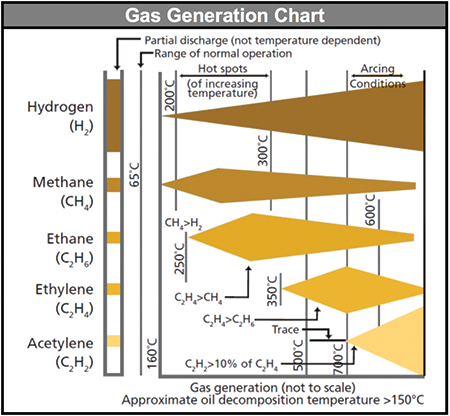 Gas Generation Chart
Partial discharge (not temperature dependent)
Range of normal operation
Hot spots
(of increasing
temperature)
Arcing
Conditions
Hydrogen
(H₂)
200°C
300°C
65°C
Methane
(CH₄)
CH₄>H₂
600°C
Ethane
(C₂H₆)
250°C
C₂H₄>CH₄
Ethylene
(C₂H₄)
350°C
C₂H₄>C₂H₆
Trace
Acetylene
(C₂H₂)
160°C
500°C
700°C
C₂H₂>10% of C₂H₄
Gas generation (not to scale)
Approximate oil decomposition temperature >150°C